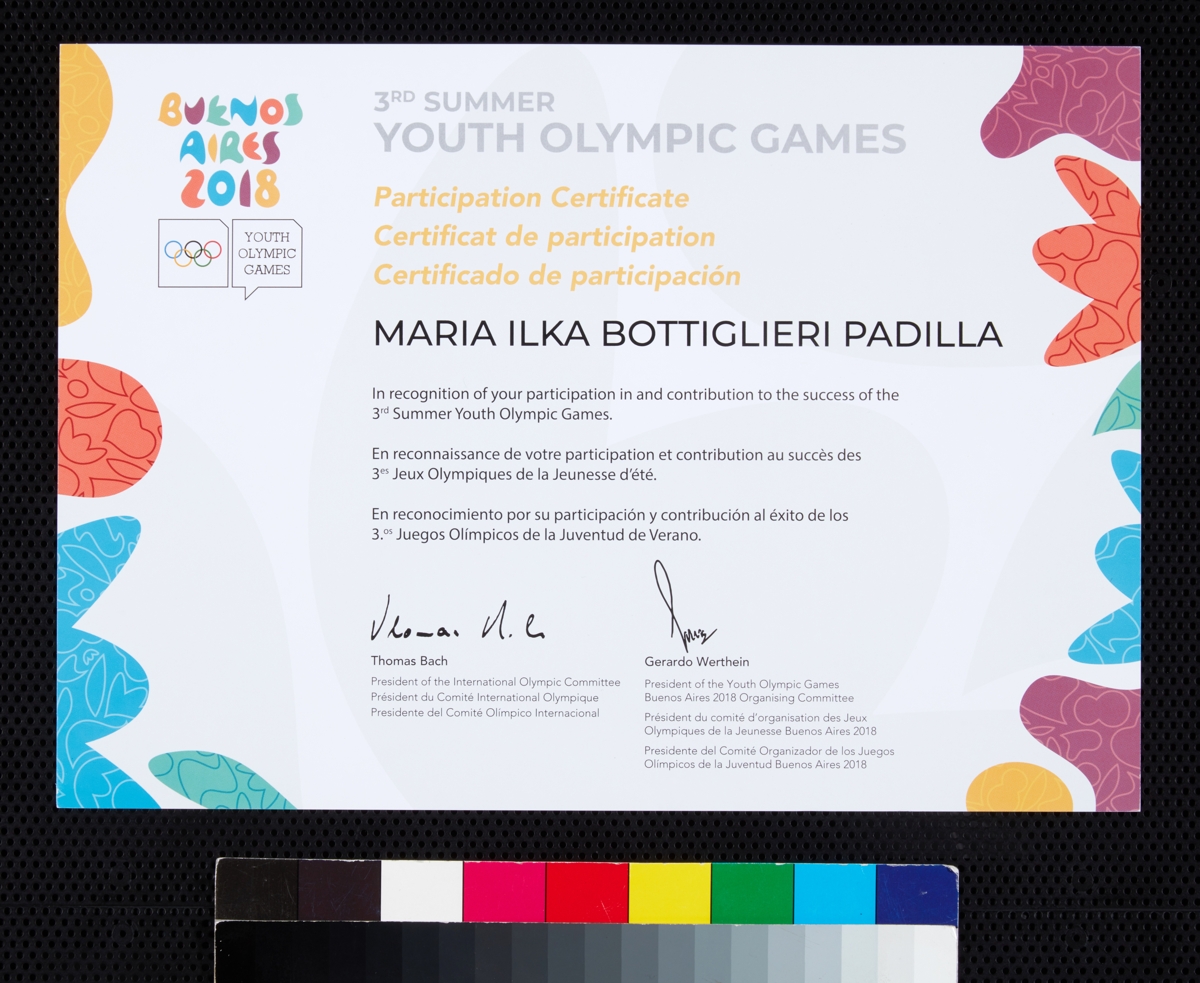 BUENOS
AIRES
2018
YOUTH
OLYMPIC
GAMES
3RD SUMMER
YOUTH OLYMPIC GAMES
Participation Certificate
Certificat de participation
Certificado de participación
MARIA ILKA BOTTIGLIERI PADILLA
In recognition of your participation in and contribution to the success of the
3rd Summer Youth Olympic Games.
En reconnaissance de votre participation et contribution au succès des
3es Jeux Olympiques de la Jeunesse d’été.
En reconocimiento por su participación y contribución al éxito de los
3.os Juegos Olímpicos de la Juventud de Verano.
Thomas Bach
President of the International Olympic Committee
Président du Comité International Olympique
Presidente del Comité Olímpico Internacional
Gerardo Werthein
President of the Youth Olympic Games
Buenos Aires 2018 Organising Committee
Président du comité d’organisation des Jeux
Olympiques de la Jeunesse Buenos Aires 2018
Presidente del Comité Organizador de los Juegos
Olímpicos de la Juventud Buenos Aires 2018